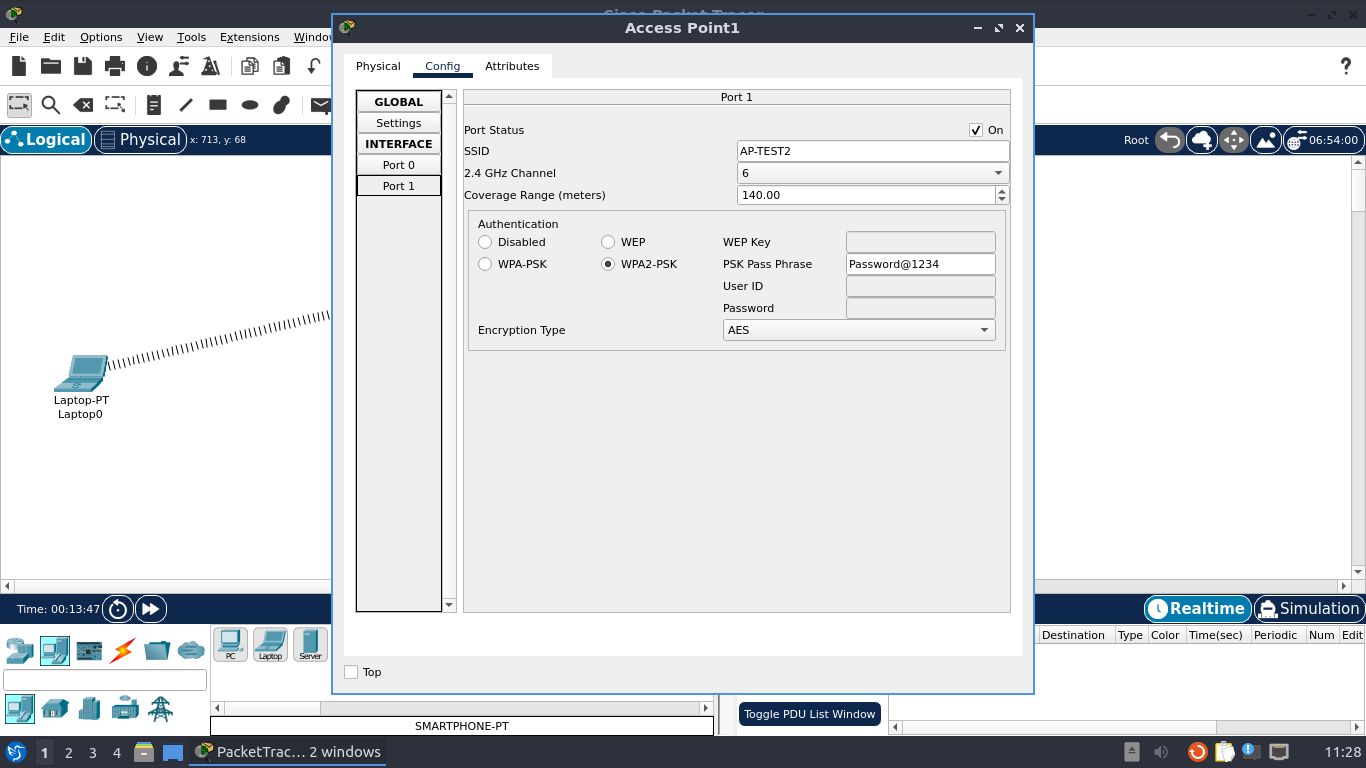 Cisco Packet Tracer
Access Point1
File Edit Options View Tools Extensions Windo
Physical Config Attributes
GLOBAL
Settings
INTERFACE
Port 0
Port 1
Port 1
Port Status On
SSID AP-TEST2
2.4 GHz Channel 6
Coverage Range (meters) 140.00
Authentication
Disabled WEP WEP Key
WPA-PSK WPA2-PSK PSK Pass Phrase Password@1234
User ID
Password
Encryption Type AES
Top
Logical Physical x: 713, y: 68
Root 06:54:00
Laptop-PT
Laptop0
Time: 00:13:47
Realtime Simulation
PC Laptop Server
Destination Type Color Time(sec) Periodic Num Edit
Toggle PDU List Window
SMARTPHONE-PT
1 2 3 4 PacketTrac... 2 windows 11:28